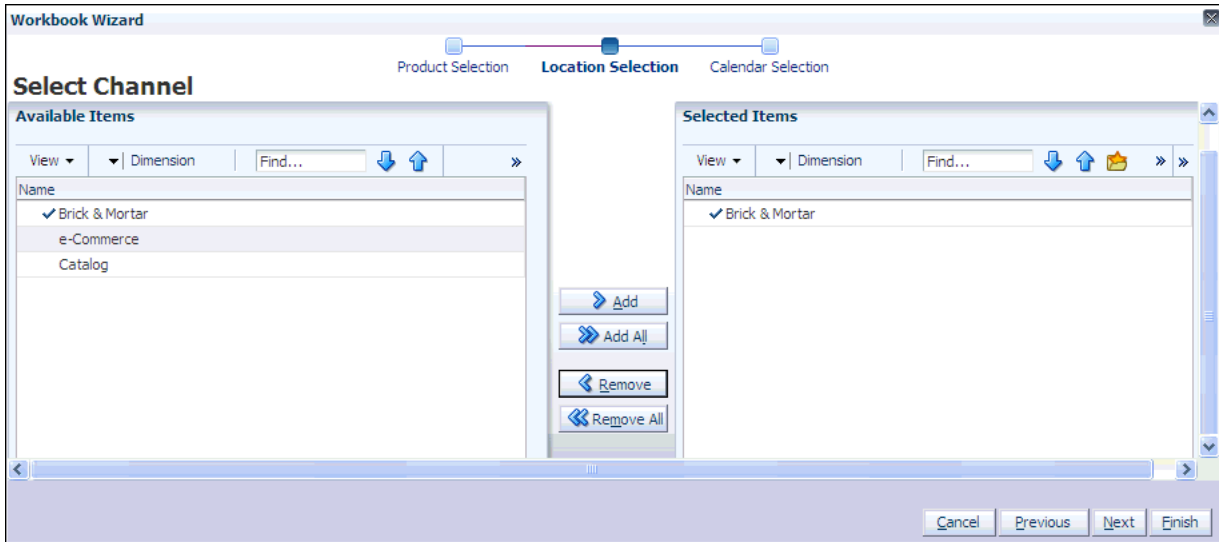 Workbook Wizard
Product Selection Location Selection Calendar Selection
Select Channel
Available Items
View Dimension Find...
Name
Brick & Mortar
e-Commerce
Catalog
Add
Add All
Remove
Remove All
Selected Items
View Dimension Find...
Name
Brick & Mortar
Cancel Previous Next Finish